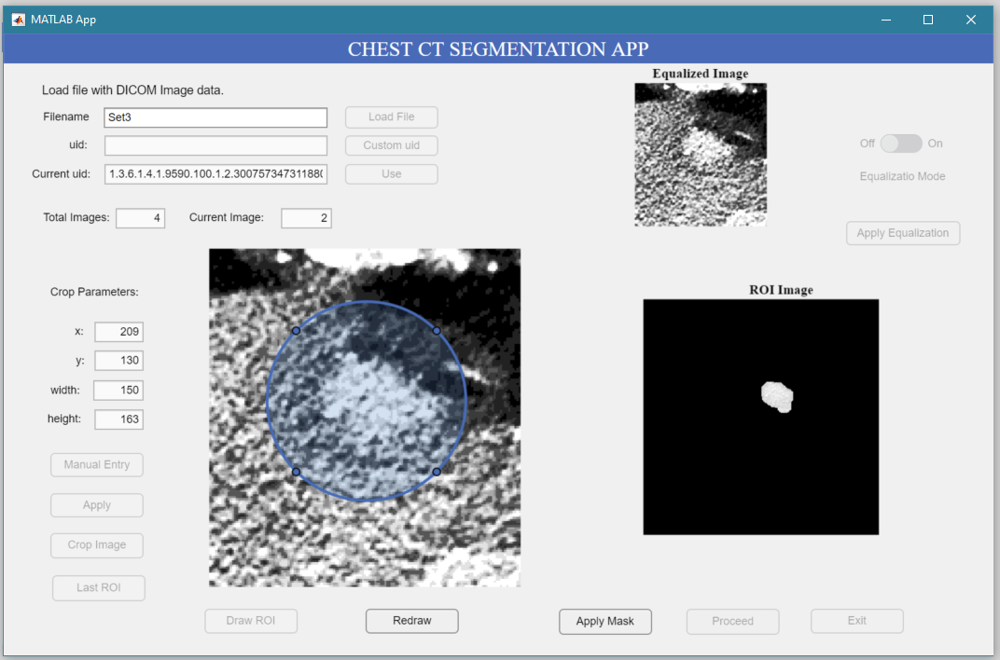 MATLAB App
CHEST CT SEGMENTATION APP
Load file with DICOM Image data.
Filename Set3 Load File
uid: Custom uid
Current uid: 1.3.6.1.4.1.9590.100.1.2.300757347311880 Use
Total Images: 4 Current Image: 2
Equalized Image
Off On
Equalizatio Mode
Apply Equalization
Crop Parameters:
x: 209
y: 130
width: 150
height: 163
Manual Entry
Apply
Crop Image
Last ROI
ROI Image
Draw ROI Redraw Apply Mask Proceed Exit